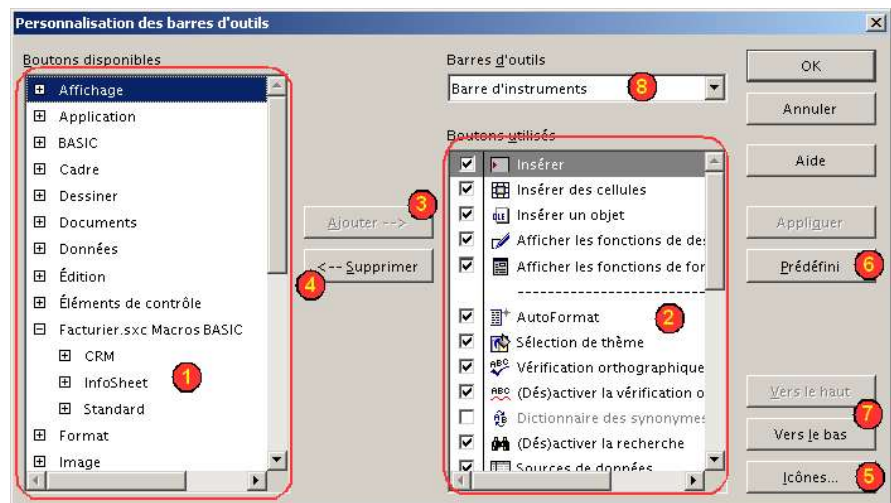 Personnalisation des barres d'outils
Boutons disponibles
Affichage
Application
BASIC
Cadre
Dessiner
Documents
Données
Édition
Éléments de contrôle
Facturier.sxc Macros BASIC
CRM
InfoSheet
Standard
Format
Image
1
Ajouter -->
3
<-- Supprimer
4
Barres d'outils
Barre d'instruments
8
Boutons utilisés
Insérer
Insérer des cellules
Insérer un objet
Afficher les fonctions de de
Afficher les fonctions de for
AutoFormat
2
Sélection de thème
Vérification orthographique
(Dés)activer la vérification o
Dictionnaire des synonymes
(Dés)activer la recherche
Sources de données
OK
Annuler
Aide
Appliquer
Prédéfini
6
Vers le haut
7
Vers le bas
Icônes...
5